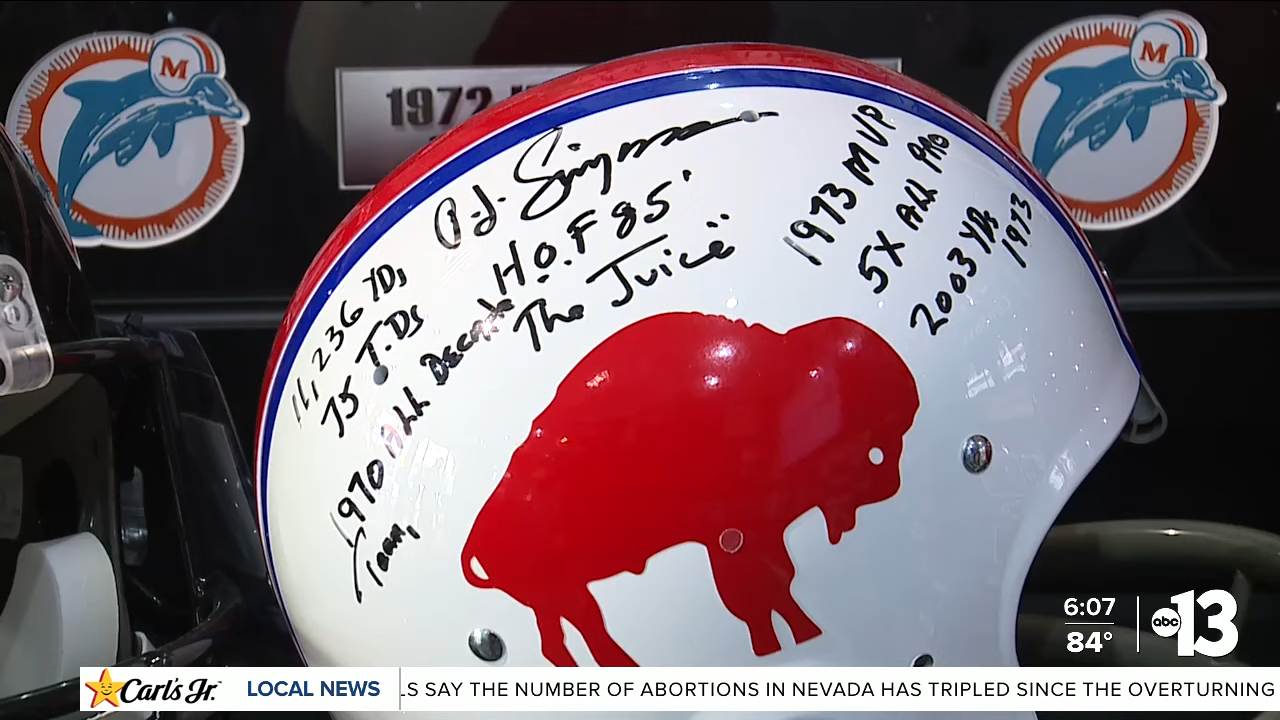 M
M
1972
O.J. Simpson
H.O.F 85'
The Juice"
11,236 YDs
75 T.Ds
1970 All Decade
Team
1973 MVP
5X All PRO
2003 YDs
1973
6:07
84°
abc 13
Carl's Jr.
LOCAL NEWS
LS SAY THE NUMBER OF ABORTIONS IN NEVADA HAS TRIPLED SINCE THE OVERTURNING